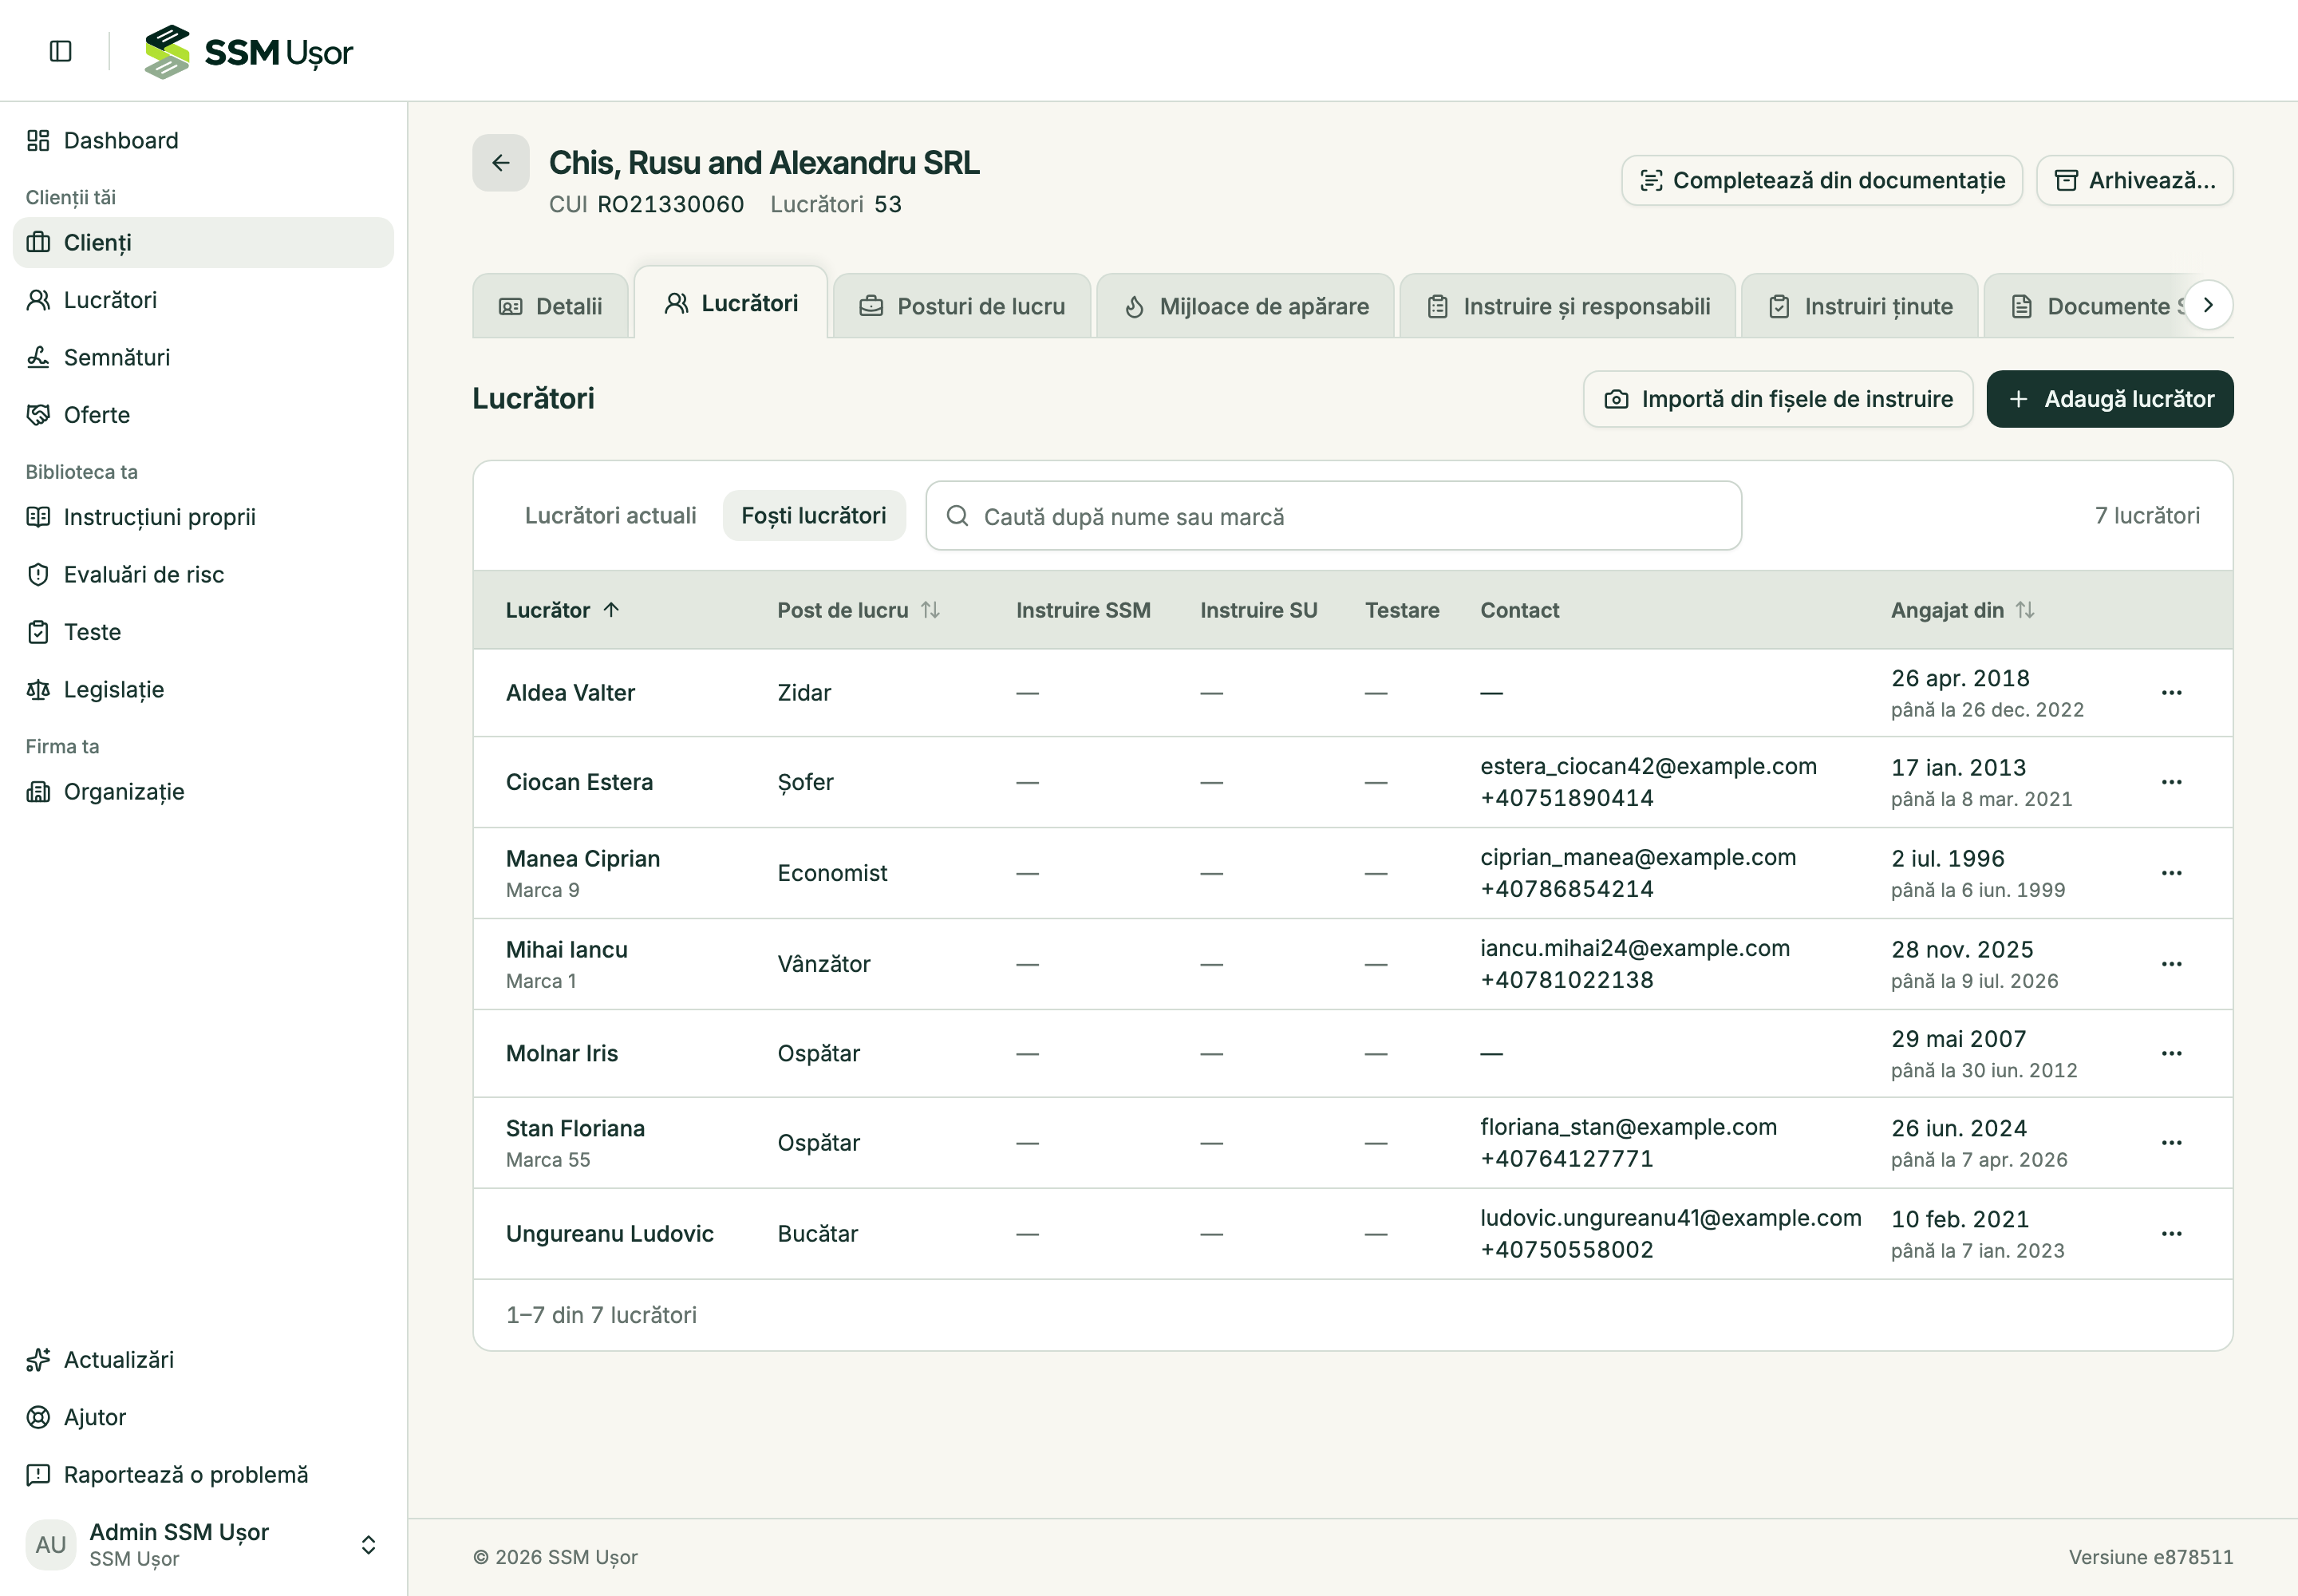 SSM Ușor
Dashboard
Clienții tăi
Clienți
Lucrători
Semnături
Oferte
Biblioteca ta
Instrucțiuni proprii
Evaluări de risc
Teste
Legislație
Firma ta
Organizație
Actualizări
Ajutor
Raportează o problemă
AU
Admin SSM Ușor
SSM Ușor
Chis, Rusu and Alexandru SRL
CUI RO21330060 Lucrători 53
Completează din documentație
Arhivează...
Detalii
Lucrători
Posturi de lucru
Mijloace de apărare
Instruire și responsabili
Instruiri ținute
Documente
Lucrători
Importă din fișele de instruire
Adaugă lucrător
Lucrători actuali
Foști lucrători
Caută după nume sau marcă
7 lucrători
Lucrător Post de lucru Instruire SSM Instruire SU Testare Contact Angajat din
Aldea Valter Zidar — — — — 26 apr. 2018
până la 26 dec. 2022
Ciocan Estera Șofer — — — estera_ciocan42@example.com 17 ian. 2013
+40751890414 până la 8 mar. 2021
Manea Ciprian Economist — — — ciprian_manea@example.com 2 iul. 1996
Marca 9 +40786854214 până la 6 iun. 1999
Mihai Iancu Vânzător — — — iancu.mihai24@example.com 28 nov. 2025
Marca 1 +40781022138 până la 9 iul. 2026
Molnar Iris Ospătar — — — — 29 mai 2007
până la 30 iun. 2012
Stan Floriana Ospătar — — — floriana_stan@example.com 26 iun. 2024
Marca 55 +40764127771 până la 7 apr. 2026
Ungureanu Ludovic Bucătar — — — ludovic.ungureanu41@example.com 10 feb. 2021
+40750558002 până la 7 ian. 2023
1–7 din 7 lucrători
© 2026 SSM Ușor
Versiune e878511